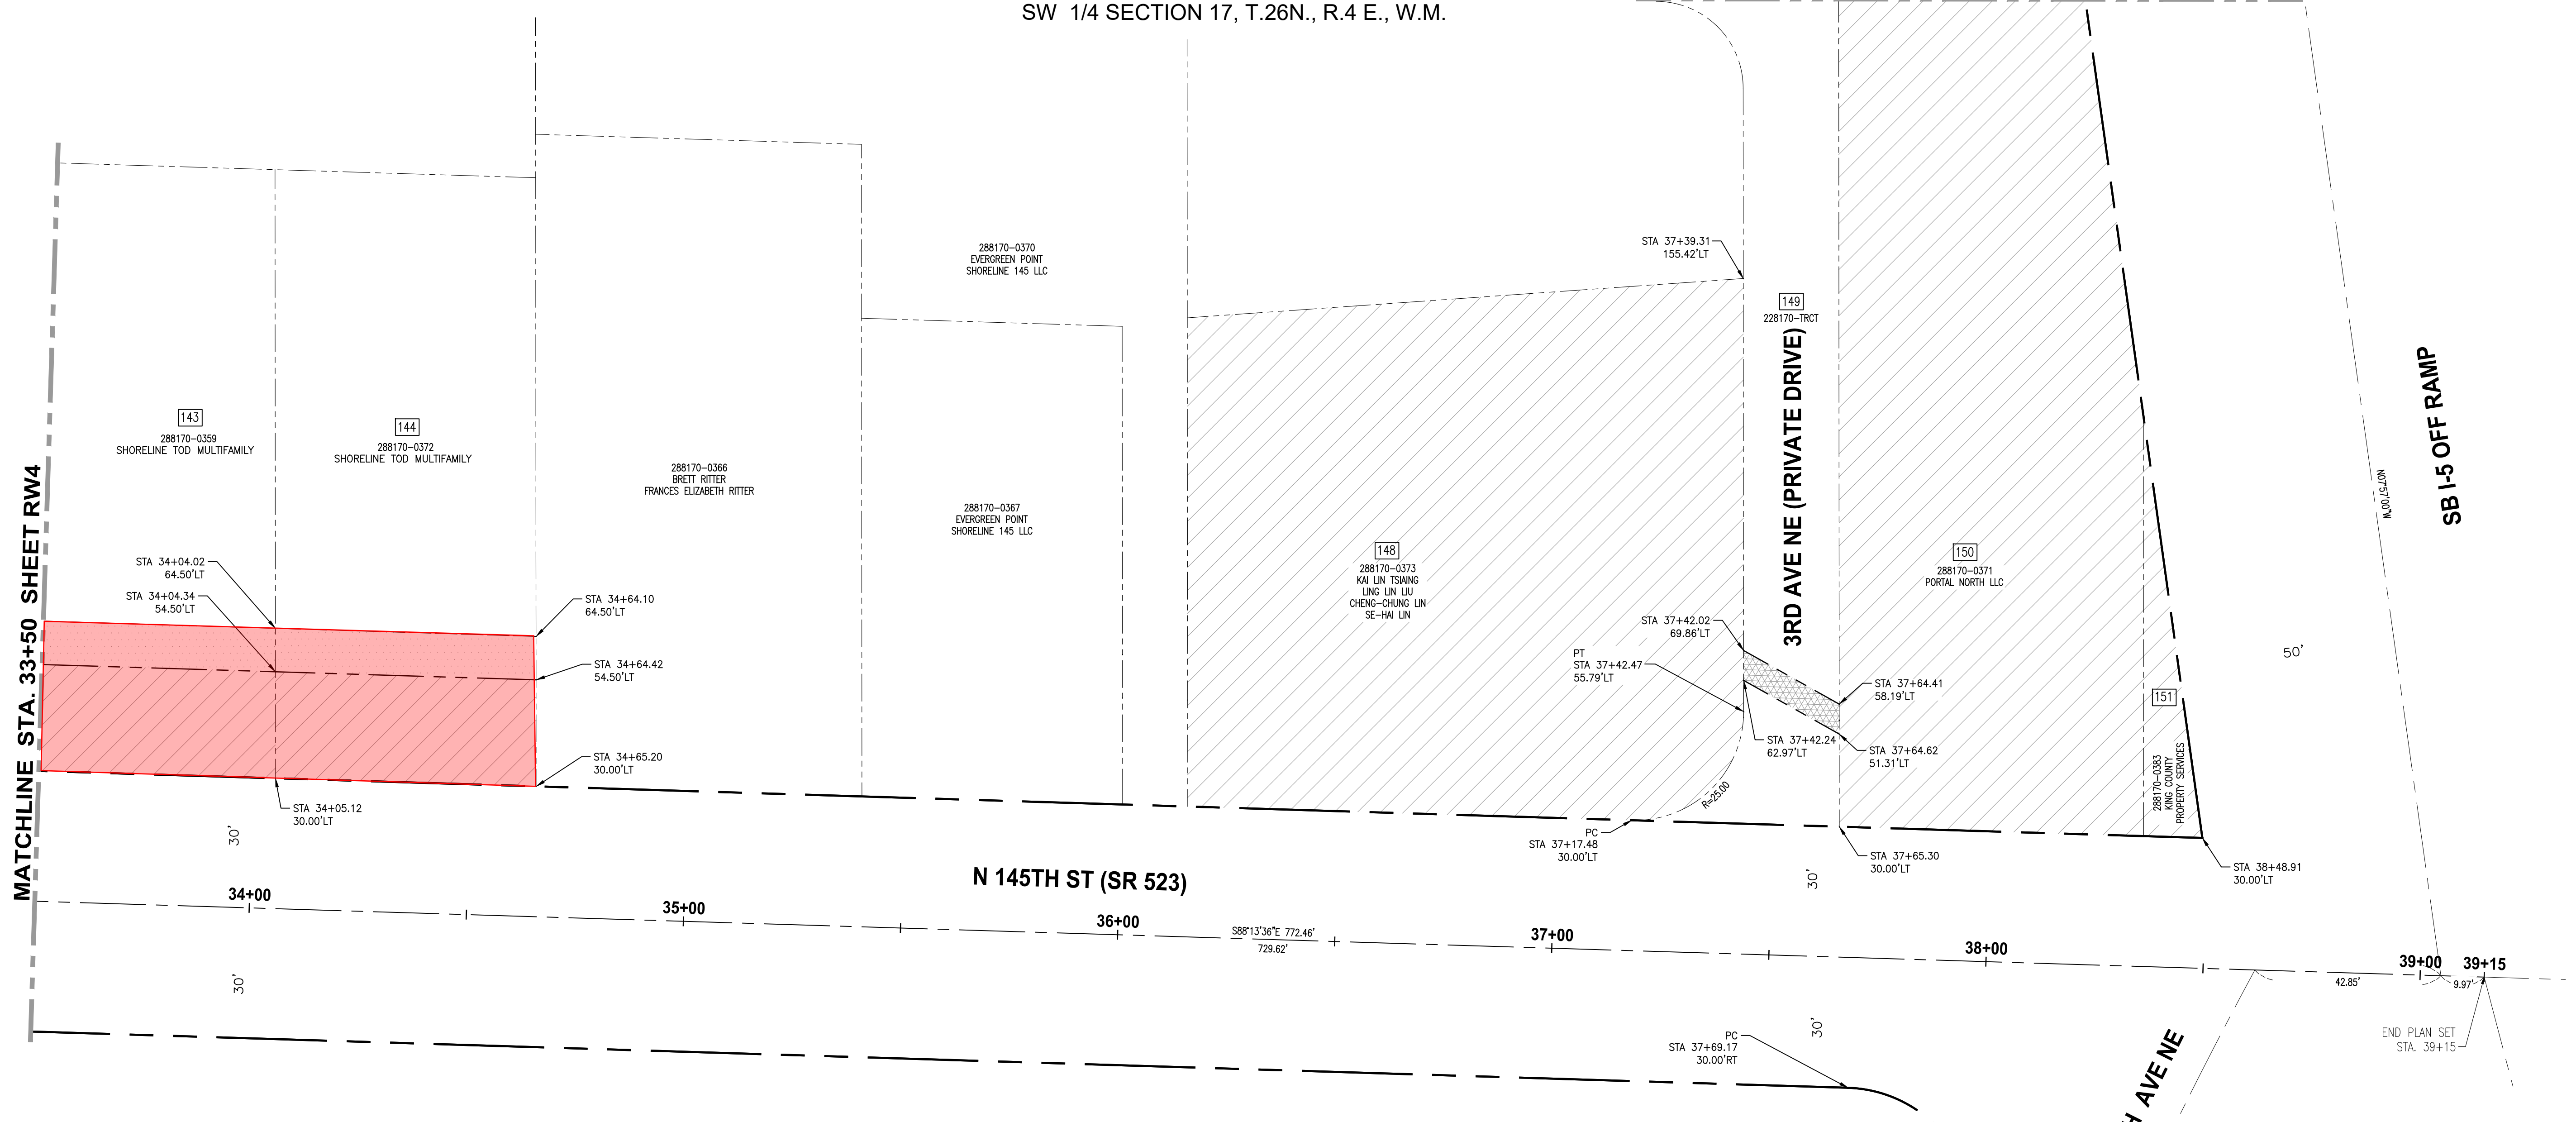 SW 1/4 SECTION 17, T.26N., R.4 E., W.M.
STA 37+39.31
155.42'LT
288170-0370
EVERGREEN POINT
SHORELINE 145 LLC
149
228170-TRCT
3RD AVE NE (PRIVATE DRIVE)
SB I-5 OFF RAMP
N07°57'00"W
143
288170-0359
SHORELINE TOD MULTIFAMILY
144
288170-0372
SHORELINE TOD MULTIFAMILY
288170-0366
BRETT RITTER
FRANCES ELIZABETH RITTER
288170-0367
EVERGREEN POINT
SHORELINE 145 LLC
148
288170-0373
KAI LIN TSIAING
LING LIN LIU
CHENG-CHUNG LIN
SE-HAI LIN
150
288170-0371
PORTAL NORTH LLC
MATCHLINE STA. 33+50 SHEET RW4
STA 34+04.02
64.50'LT
STA 34+04.34
54.50'LT
STA 34+64.10
64.50'LT
STA 34+64.42
54.50'LT
STA 34+65.20
30.00'LT
STA 34+05.12
30.00'LT
STA 37+42.02
69.86'LT
PT
STA 37+42.47
55.79'LT
STA 37+64.41
58.19'LT
STA 37+42.24
62.97'LT
STA 37+64.62
51.31'LT
50'
151
288170-0383
KING COUNTY
PROPERTY SERVICES
R=25.00
PC
STA 37+17.48
30.00'LT
STA 37+65.30
30.00'LT
STA 38+48.91
30.00'LT
30'
30'
N 145TH ST (SR 523)
34+00
35+00
36+00
37+00
38+00
39+00
39+15
S88°13'36"E 772.46'
729.62'
42.85'
9.97'
30'
30'
PC
STA 37+69.17
30.00'RT
END PLAN SET
STA. 39+15
H AVE NE